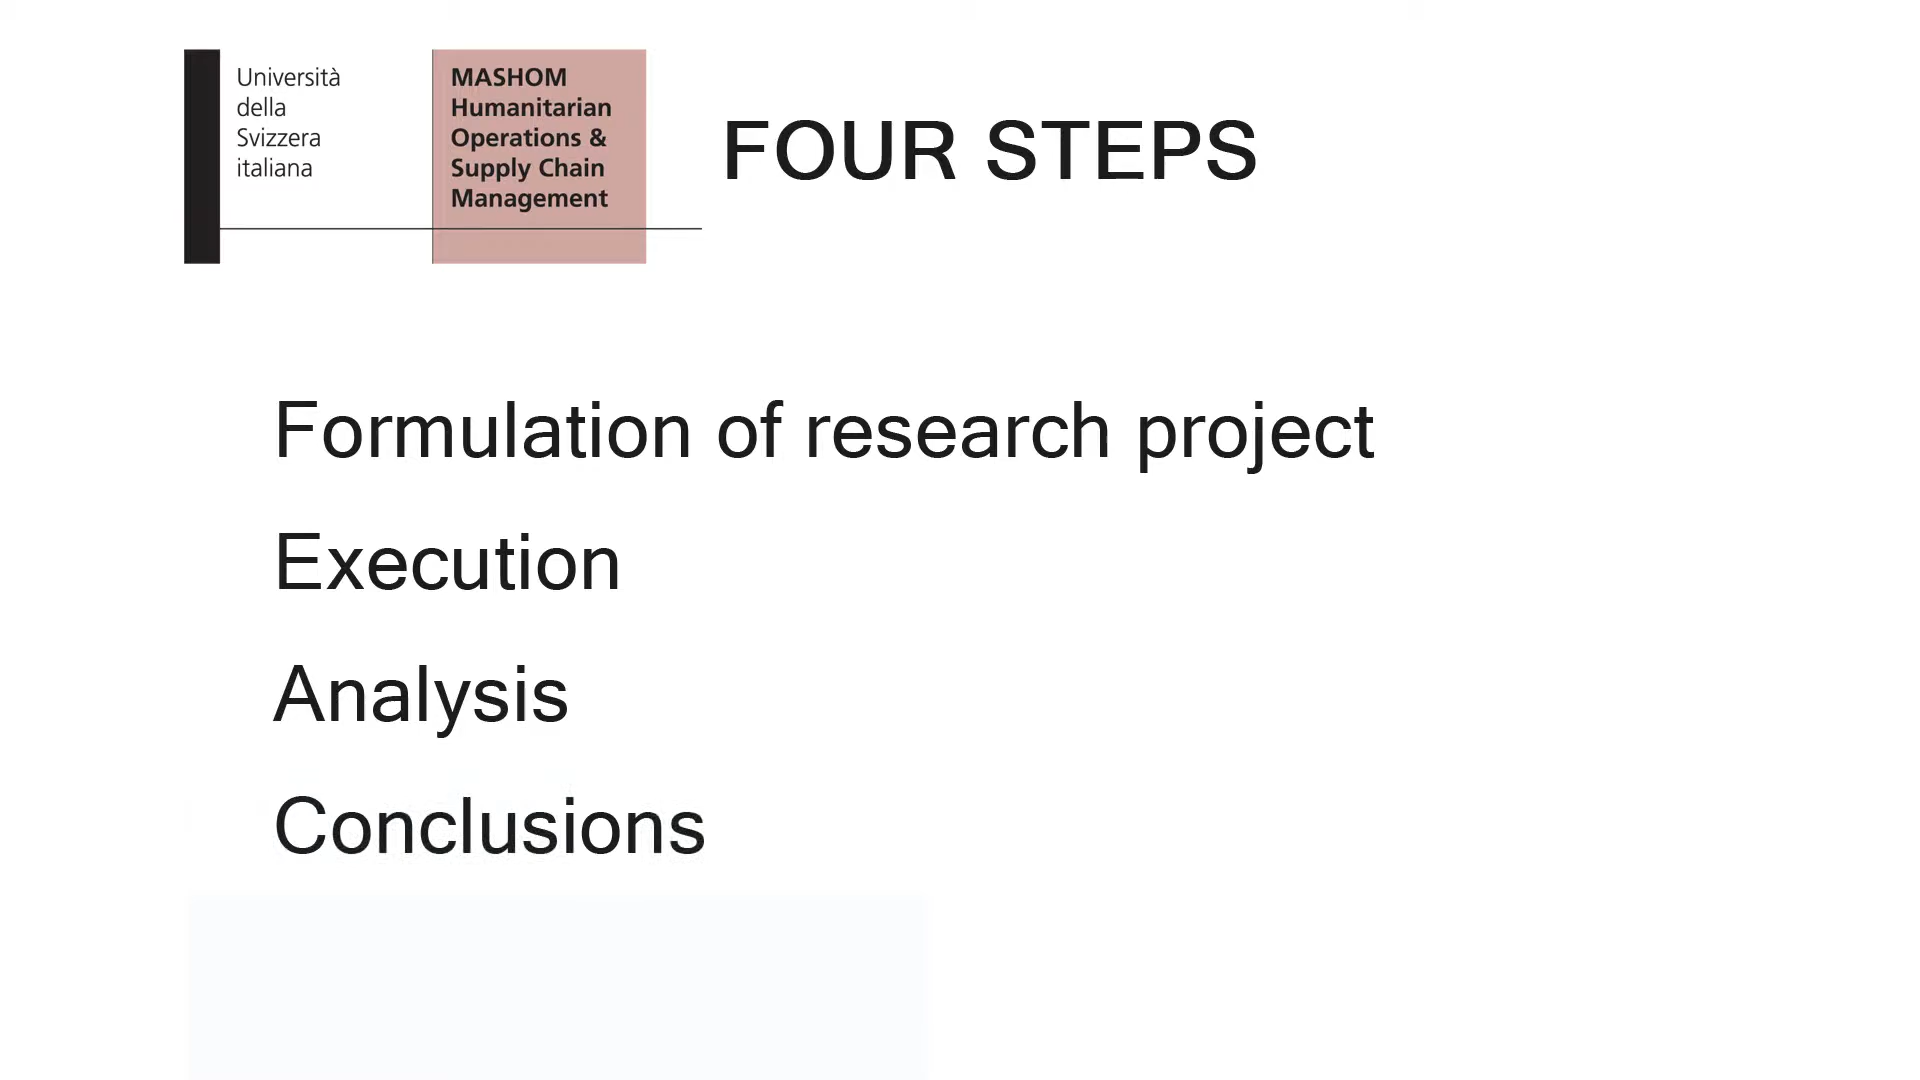 Università
della
Svizzera
italiana
MASHOM
Humanitarian
Operations &
Supply Chain
Management
FOUR STEPS
Formulation of research project
Execution
Analysis
Conclusions